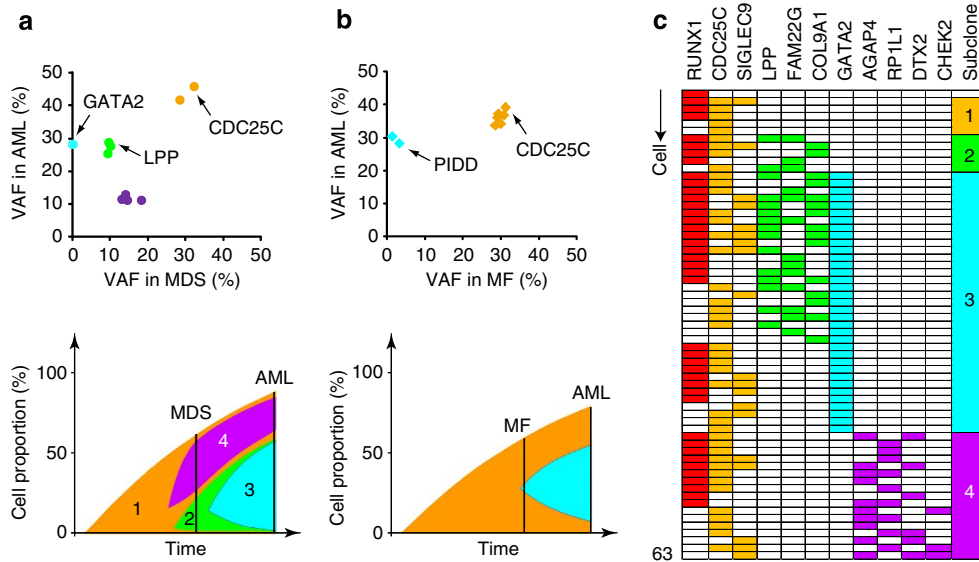 a
VAF in AML (%)
50
40
30
20
10
0
0 10 20 30 40 50
VAF in MDS (%)
GATA2
CDC25C
LPP
b
VAF in AML (%)
50
40
30
20
10
0
0 10 20 30 40 50
VAF in MF (%)
PIDD
CDC25C
Cell proportion (%)
100
50
0
Time
MDS
AML
1
2
3
4
Cell proportion (%)
100
50
0
Time
MF
AML
c
RUNX1
CDC25C
SIGLEC9
LPP
FAM22G
COL9A1
GATA2
AGAP4
RP1L1
DTX2
CHEK2
Subclone
Cell
63
1
2
3
4